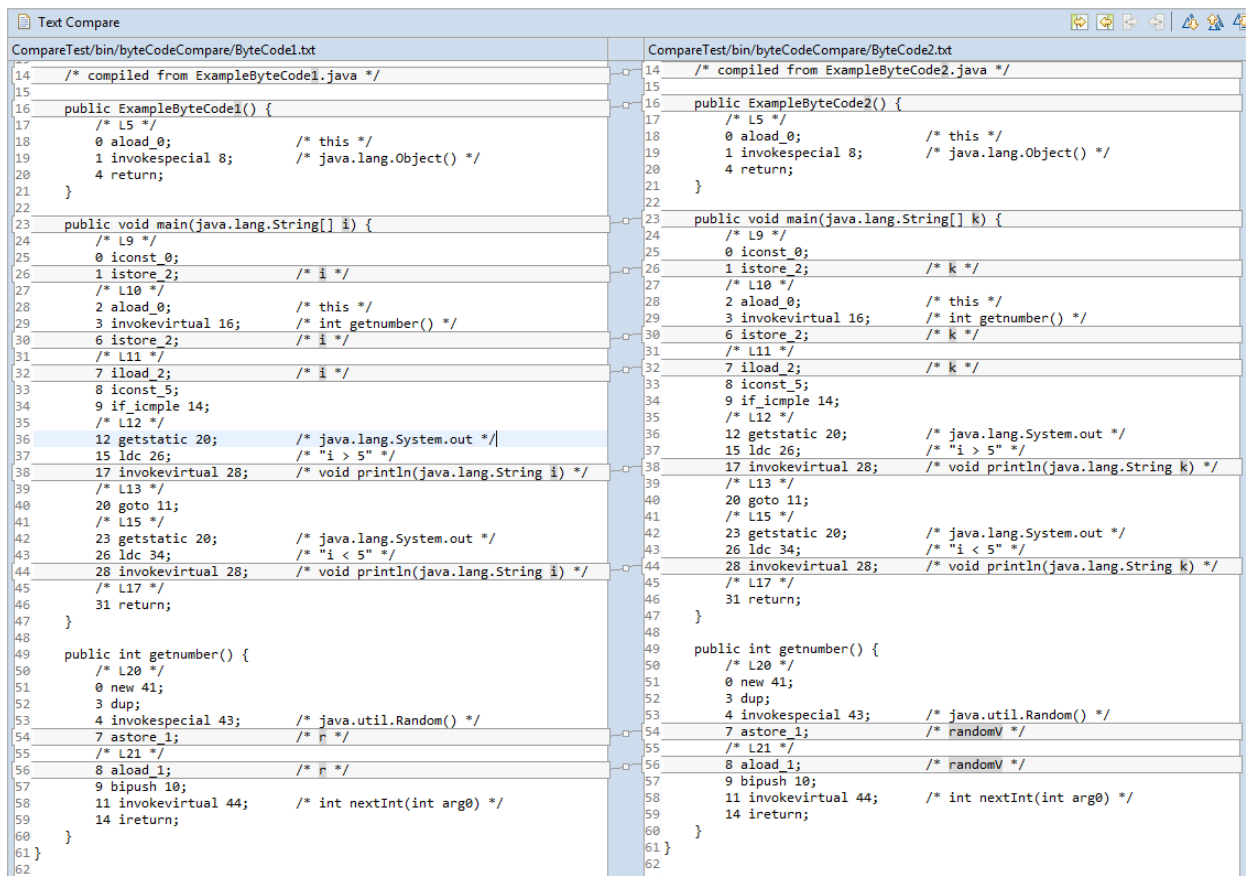 Text Compare
CompareTest/bin/byteCodeCompare/ByteCode1.txt
14 /* compiled from ExampleByteCode1.java */
15
16 public ExampleByteCode1() {
17 /* L5 */
18 0 aload_0; /* this */
19 1 invokespecial 8; /* java.lang.Object() */
20 4 return;
21 }
22
23 public void main(java.lang.String[] i) {
24 /* L9 */
25 0 iconst_0;
26 1 istore_2; /* i */
27 /* L10 */
28 2 aload_0; /* this */
29 3 invokevirtual 16; /* int getnumber() */
30 6 istore_2; /* i */
31 /* L11 */
32 7 iload_2; /* i */
33 8 iconst_5;
34 9 if_icmple 14;
35 /* L12 */
36 12 getstatic 20; /* java.lang.System.out */
37 15 ldc 26; /* "i > 5" */
38 17 invokevirtual 28; /* void println(java.lang.String i) */
39 /* L13 */
40 20 goto 11;
41 /* L15 */
42 23 getstatic 20; /* java.lang.System.out */
43 26 ldc 34; /* "i < 5" */
44 28 invokevirtual 28; /* void println(java.lang.String i) */
45 /* L17 */
46 31 return;
47 }
48
49 public int getnumber() {
50 /* L20 */
51 0 new 41;
52 3 dup;
53 4 invokespecial 43; /* java.util.Random() */
54 7 astore_1; /* r */
55 /* L21 */
56 8 aload_1; /* r */
57 9 bipush 10;
58 11 invokevirtual 44; /* int nextInt(int arg0) */
59 14 ireturn;
60 }
61 }
62
CompareTest/bin/byteCodeCompare/ByteCode2.txt
14 /* compiled from ExampleByteCode2.java */
15
16 public ExampleByteCode2() {
17 /* L5 */
18 0 aload_0; /* this */
19 1 invokespecial 8; /* java.lang.Object() */
20 4 return;
21 }
22
23 public void main(java.lang.String[] k) {
24 /* L9 */
25 0 iconst_0;
26 1 istore_2; /* k */
27 /* L10 */
28 2 aload_0; /* this */
29 3 invokevirtual 16; /* int getnumber() */
30 6 istore_2; /* k */
31 /* L11 */
32 7 iload_2; /* k */
33 8 iconst_5;
34 9 if_icmple 14;
35 /* L12 */
36 12 getstatic 20; /* java.lang.System.out */
37 15 ldc 26; /* "i > 5" */
38 17 invokevirtual 28; /* void println(java.lang.String k) */
39 /* L13 */
40 20 goto 11;
41 /* L15 */
42 23 getstatic 20; /* java.lang.System.out */
43 26 ldc 34; /* "i < 5" */
44 28 invokevirtual 28; /* void println(java.lang.String k) */
45 /* L17 */
46 31 return;
47 }
48
49 public int getnumber() {
50 /* L20 */
51 0 new 41;
52 3 dup;
53 4 invokespecial 43; /* java.util.Random() */
54 7 astore_1; /* randomV */
55 /* L21 */
56 8 aload_1; /* randomV */
57 9 bipush 10;
58 11 invokevirtual 44; /* int nextInt(int arg0) */
59 14 ireturn;
60 }
61 }
62